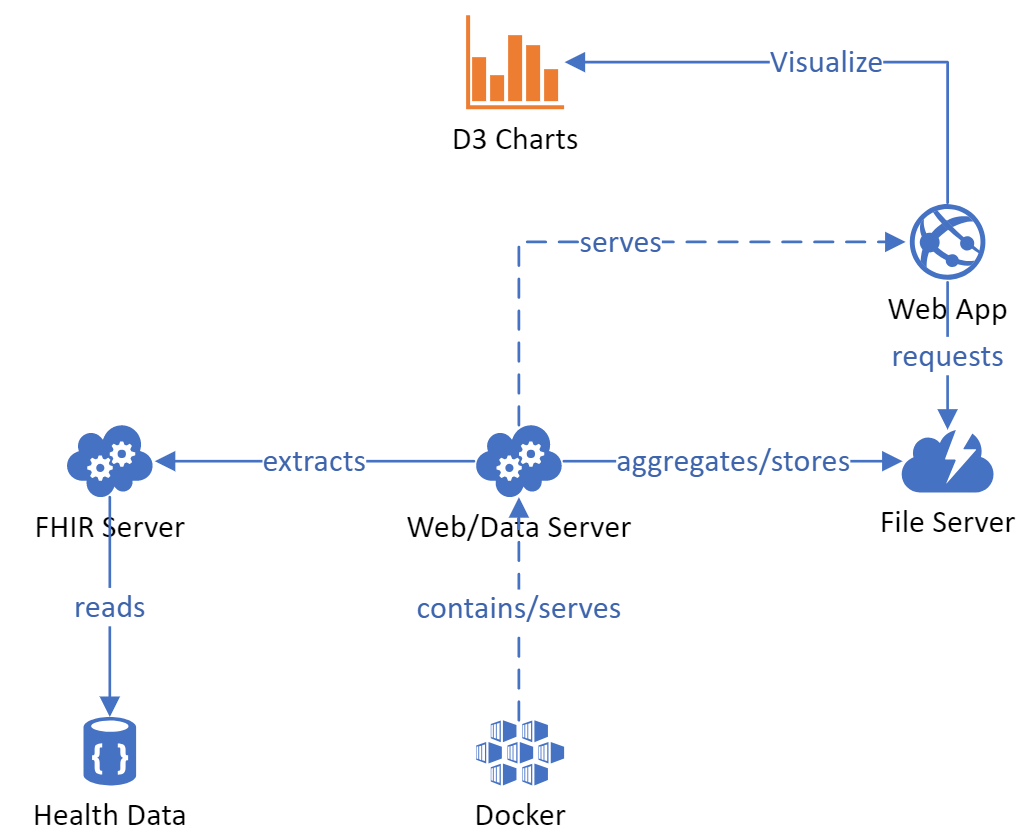 Visualize
D3 Charts
serves
Web App
requests
extracts
aggregates/stores
FHIR Server
Web/Data Server
File Server
reads
contains/serves
{ }
Health Data
Docker